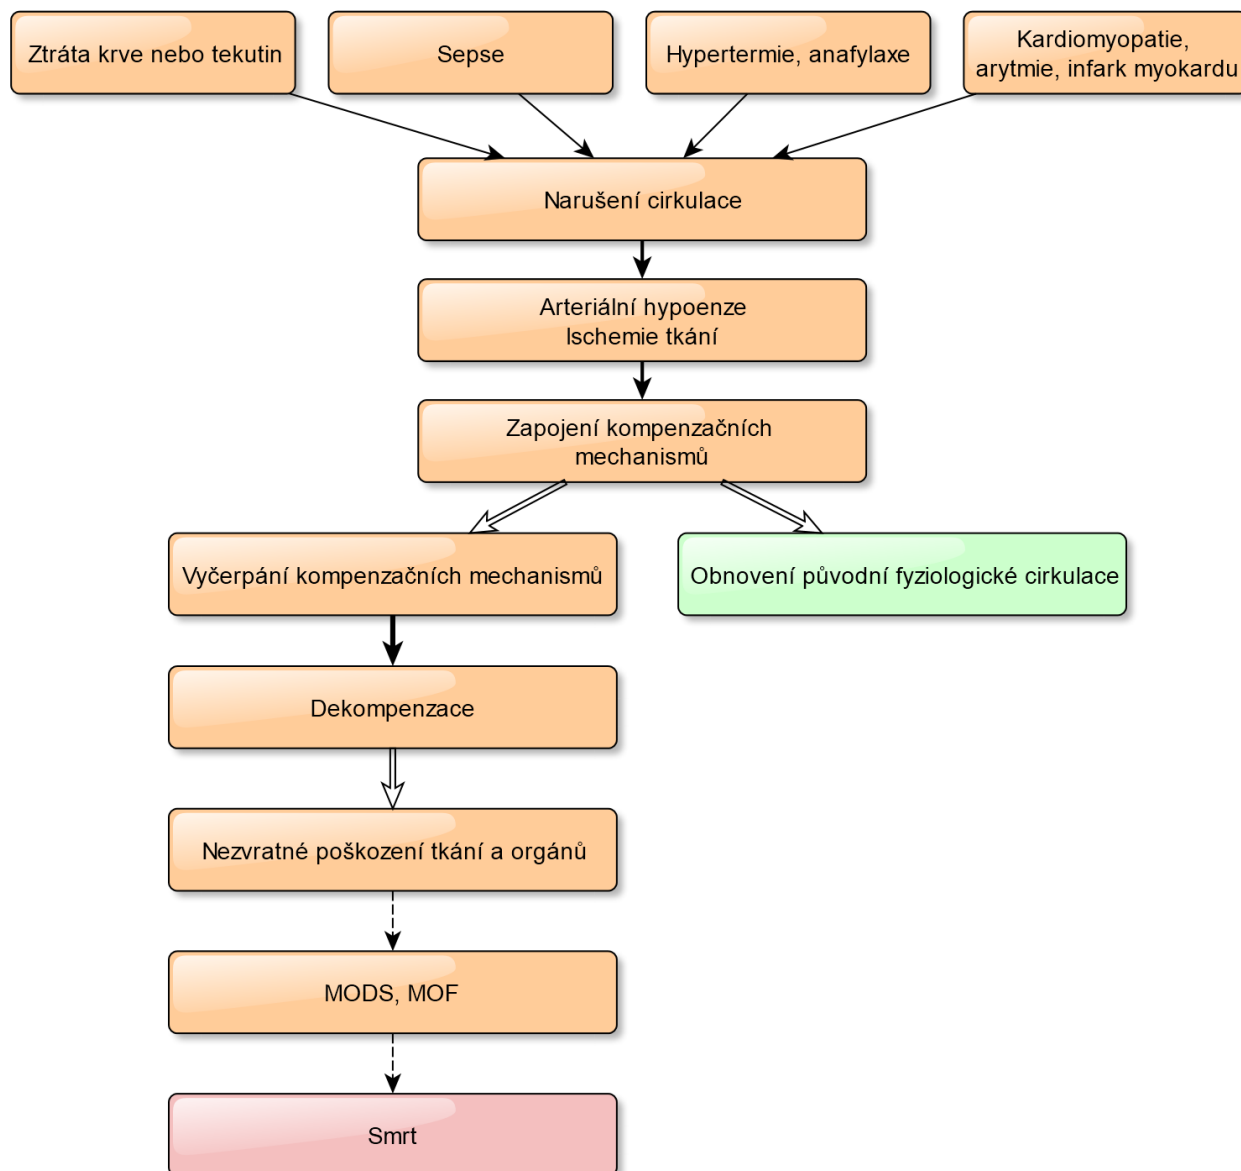 Ztráta krve nebo tekutin
Sepse
Hypertermie, anafylaxe
Kardiomyopatie,
arytmie, infark myokardu
Narušení cirkulace
Arteriální hypoenze
Ischemie tkání
Zapojení kompenzačních
mechanismů
Vyčerpání kompenzačních mechanismů
Obnovení původní fyziologické cirkulace
Dekompenzace
Nezvratné poškození tkání a orgánů
MODS, MOF
Smrt